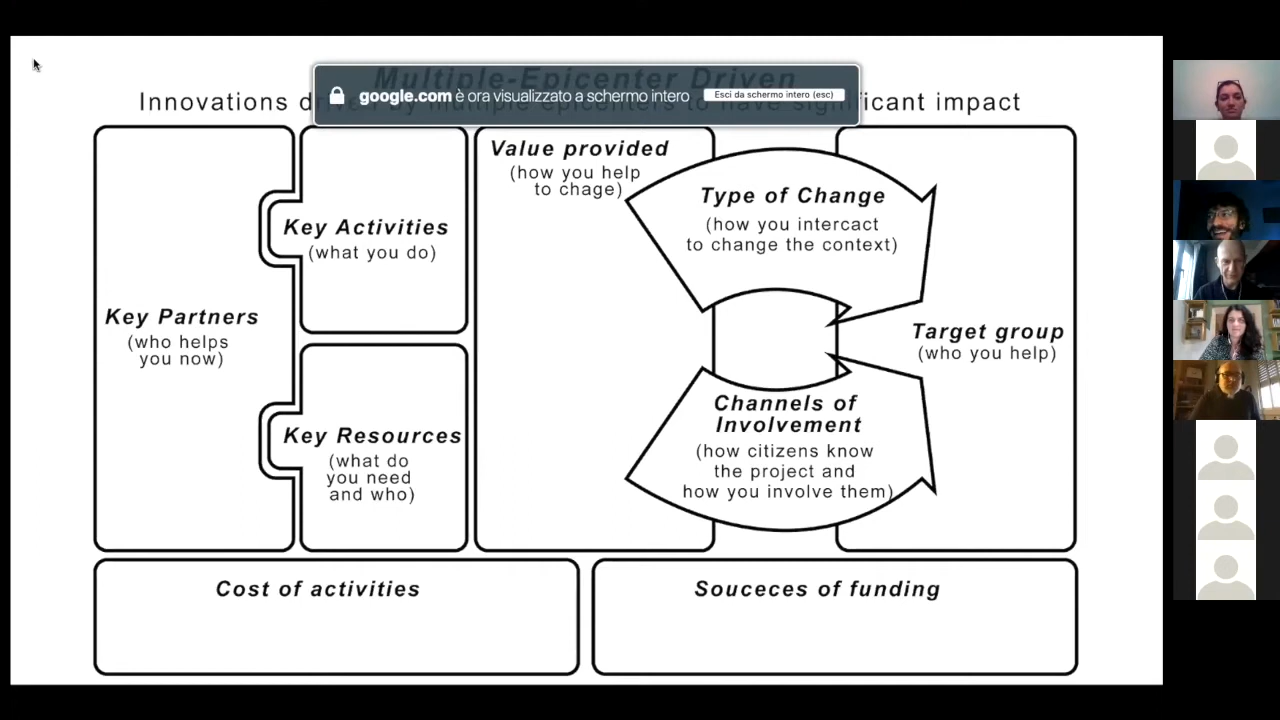 Multiple-Epicenter Driven
google.com è ora visualizzato a schermo intero
Esci da schermo intero (esc)
Innovations d to have significant impact
Value provided
(how you help
to chage)
Type of Change
(how you intercact
to change the context)
Key Activities
(what you do)
Key Partners
(who helps
you now)
Target group
(who you help)
Key Resources
(what do
you need
and who)
Channels of
Involvement
(how citizens know
the project and
how you involve them)
Cost of activities
Souceces of funding